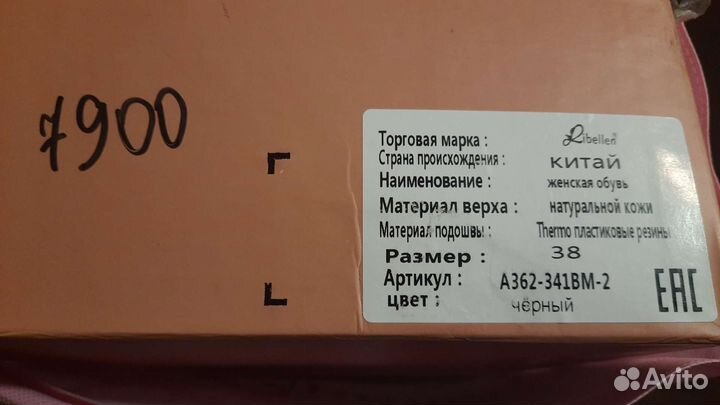 7900
Торговая марка : Libellen
Страна происхождения : китай
Наименование : женская обувь
Материал верха : натуральной кожи
Материал подошвы : Thermo пластиковые резины
Размер : 38
Артикул : A362-341BM-2
цвет : чёрный
EAC
Avito